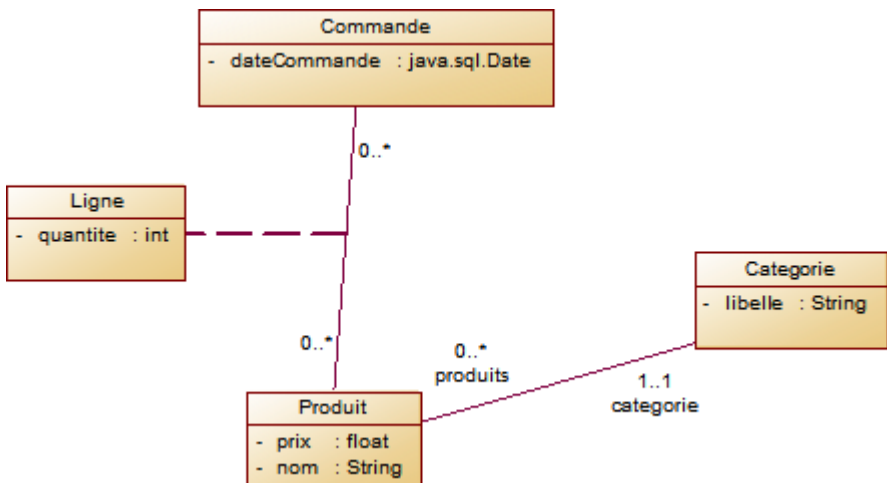 Commande
- dateCommande : java.sql.Date
0..*
Ligne
- quantite : int
Categorie
- libelle : String
0..*
0..*
produits
1..1
categorie
Produit
- prix : float
- nom : String